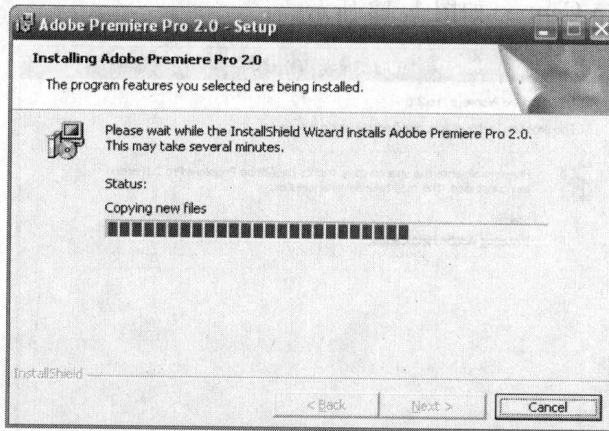 Adobe Premiere Pro 2.0 - Setup
Installing Adobe Premiere Pro 2.0
The program features you selected are being installed.
Please wait while the InstallShield Wizard installs Adobe Premiere Pro 2.0.
This may take several minutes.
Status:
Copying new files
InstallShield
< Back
Next >
Cancel